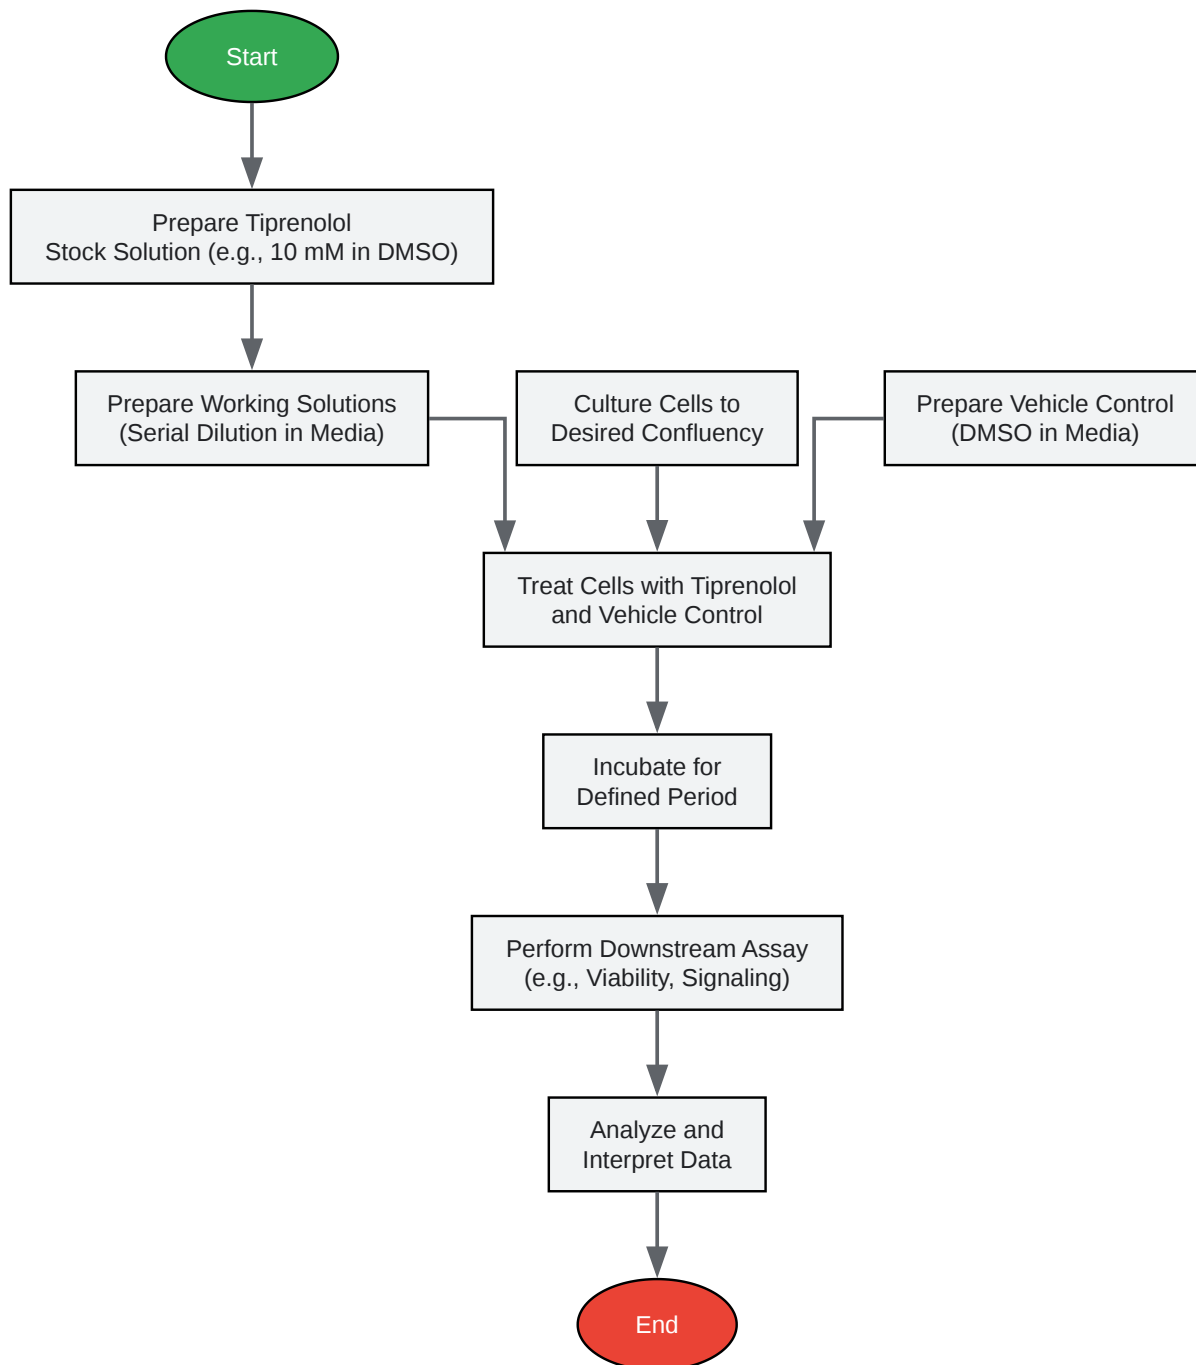 Start
Prepare Tiprenolol
Stock Solution (e.g., 10 mM in DMSO)
Prepare Working Solutions
(Serial Dilution in Media)
Culture Cells to
Desired Confluency
Prepare Vehicle Control
(DMSO in Media)
Treat Cells with Tiprenolol
and Vehicle Control
Incubate for
Defined Period
Perform Downstream Assay
(e.g., Viability, Signaling)
Analyze and
Interpret Data
End